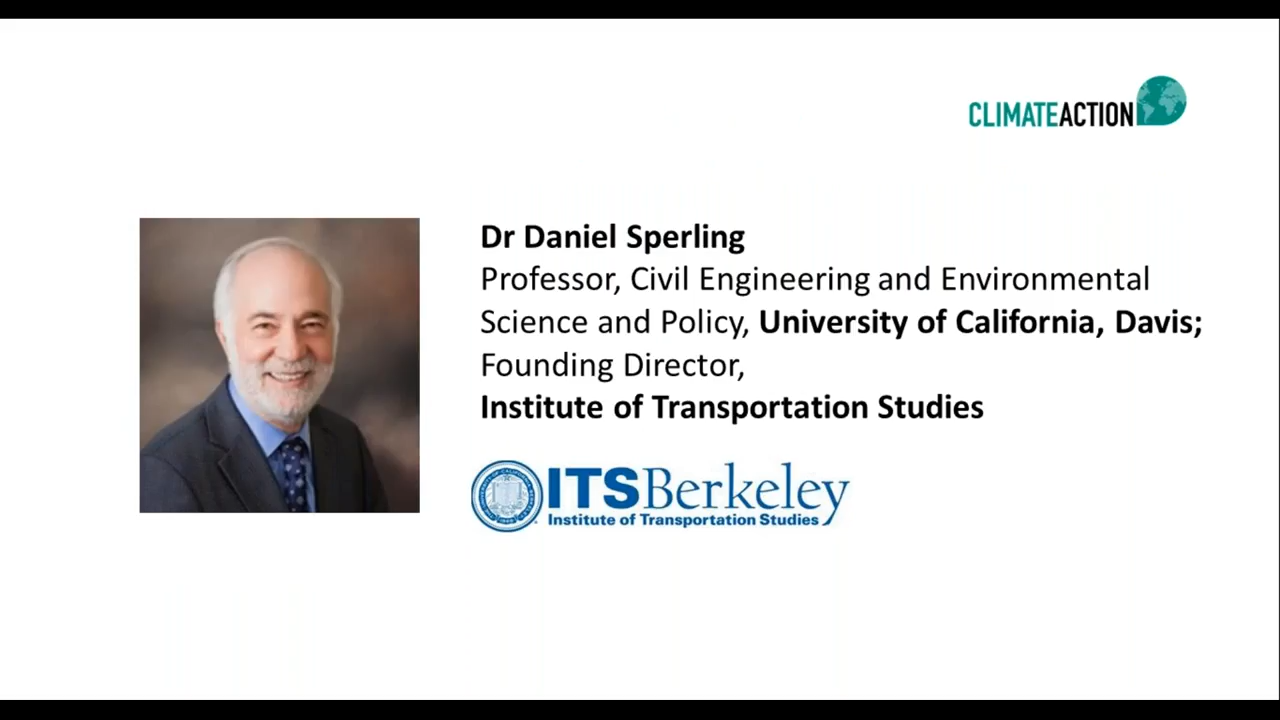 CLIMATEACTION
Dr Daniel Sperling
Professor, Civil Engineering and Environmental
Science and Policy, University of California, Davis;
Founding Director,
Institute of Transportation Studies
ITSBerkeley
Institute of Transportation Studies